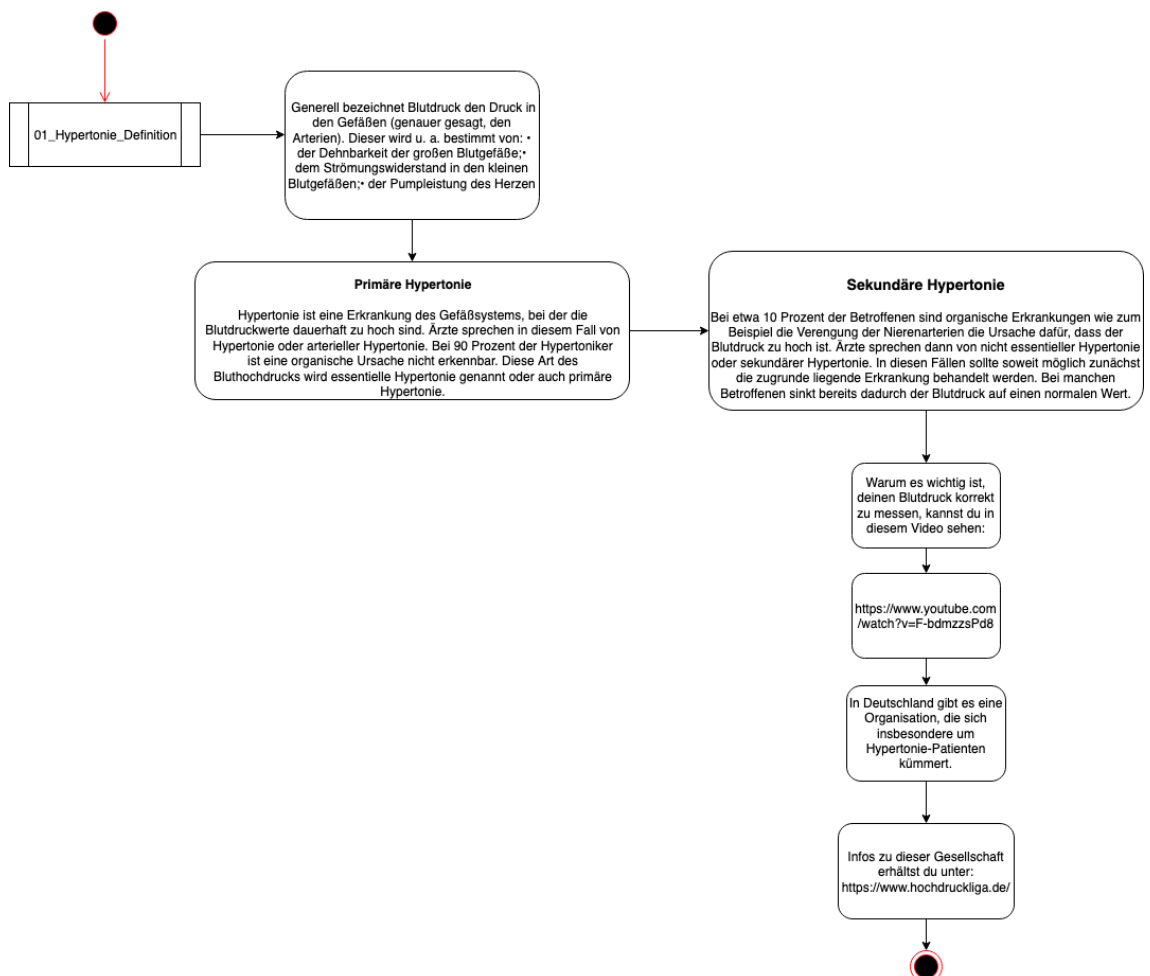 01_Hypertonie_Definition
Generell bezeichnet Blutdruck den Druck in
den Gefäßen (genauer gesagt, den
Arterien). Dieser wird u. a. bestimmt von: •
der Dehnbarkeit der großen Blutgefäße;•
dem Strömungswiderstand in den kleinen
Blutgefäßen;• der Pumpleistung des Herzen
Primäre Hypertonie
Hypertonie ist eine Erkrankung des Gefäßsystems, bei der die
Blutdruckwerte dauerhaft zu hoch sind. Ärzte sprechen in diesem Fall von
Hypertonie oder arterieller Hypertonie. Bei 90 Prozent der Hypertoniker
ist eine organische Ursache nicht erkennbar. Diese Art des
Bluthochdrucks wird essentielle Hypertonie genannt oder auch primäre
Hypertonie.
Sekundäre Hypertonie
Bei etwa 10 Prozent der Betroffenen sind organische Erkrankungen wie zum
Beispiel die Verengung der Nierenarterien die Ursache dafür, dass der
Blutdruck zu hoch ist. Ärzte sprechen dann von nicht essentieller Hypertonie
oder sekundärer Hypertonie. In diesen Fällen sollte soweit möglich zunächst
die zugrunde liegende Erkrankung behandelt werden. Bei manchen
Betroffenen sinkt bereits dadurch der Blutdruck auf einen normalen Wert.
Warum es wichtig ist,
deinen Blutdruck korrekt
zu messen, kannst du in
diesem Video sehen:
https://www.youtube.com
/watch?v=F-bdmzzsPd8
In Deutschland gibt es eine
Organisation, die sich
insbesondere um
Hypertonie-Patienten
kümmert.
Infos zu dieser Gesellschaft
erhältst du unter:
https://www.hochdruckliga.de/